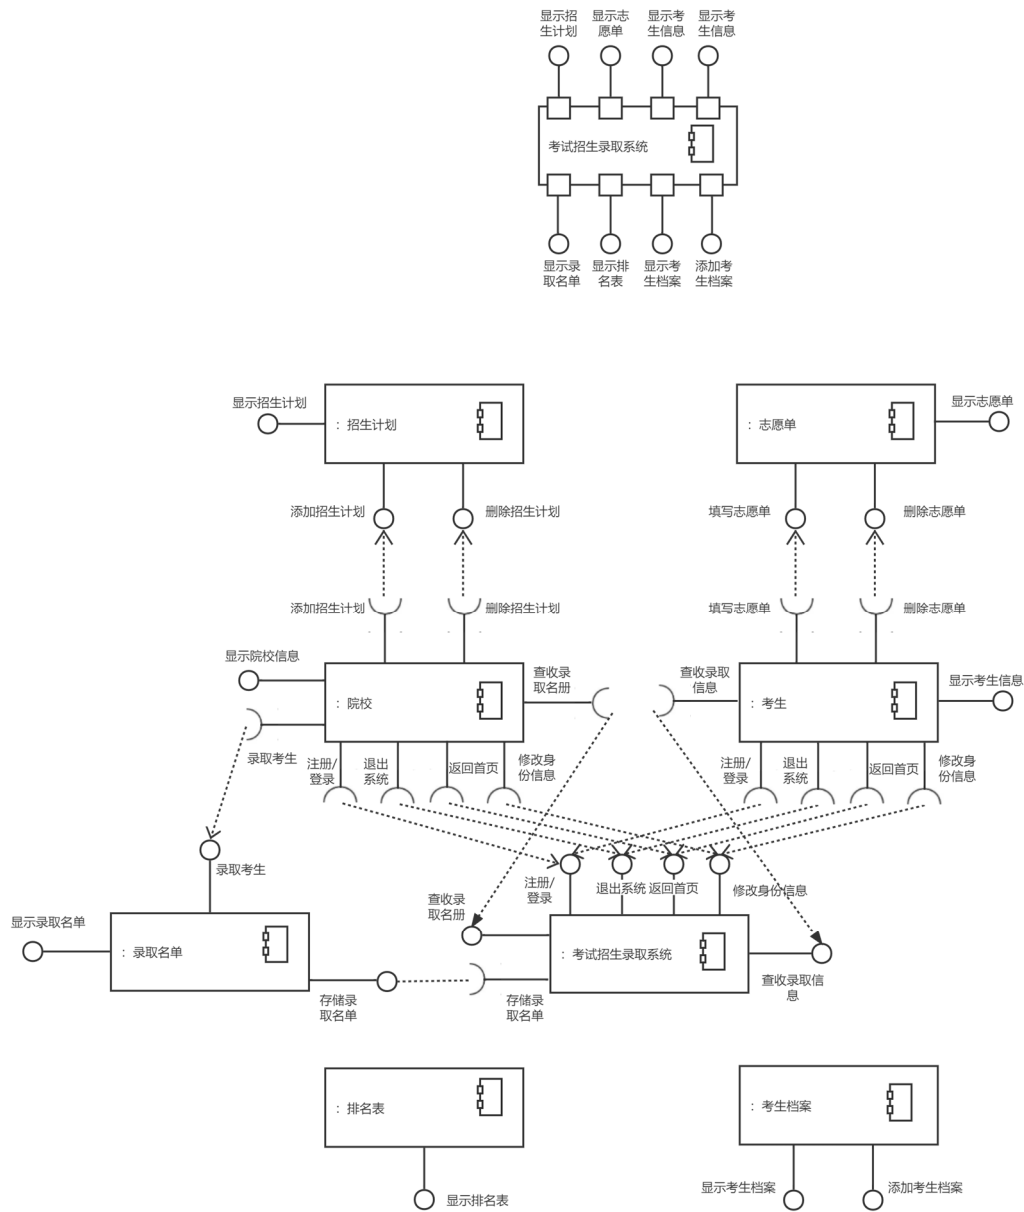 显示招
生计划
显示志
愿单
显示考
生信息
显示考
生信息
考试招生录取系统
显示录
取名单
显示排
名表
显示考
生档案
添加考
生档案
显示招生计划
： 招生计划
： 志愿单
显示志愿单
添加招生计划
删除招生计划
填写志愿单
删除志愿单
添加招生计划
删除招生计划
填写志愿单
删除志愿单
显示院校信息
： 院校
查收录
取名册
查收录取
信息
： 考生
显示考生信息
录取考生
注册/
登录
退出
系统
返回首页
修改身
份信息
注册/
登录
退出
系统
返回首页
修改身
份信息
录取考生
注册/
登录
退出系统
返回首页
修改身份信息
查收录
取名册
显示录取名单
： 录取名单
： 考试招生录取系统
查收录取信
息
存储录
取名单
存储录
取名单
： 排名表
： 考生档案
显示排名表
显示考生档案
添加考生档案